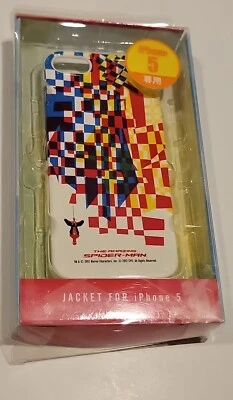 iPhone
5
専用
THE AMAZING
SPIDER-MAN
JACKET FOR iPhone 5